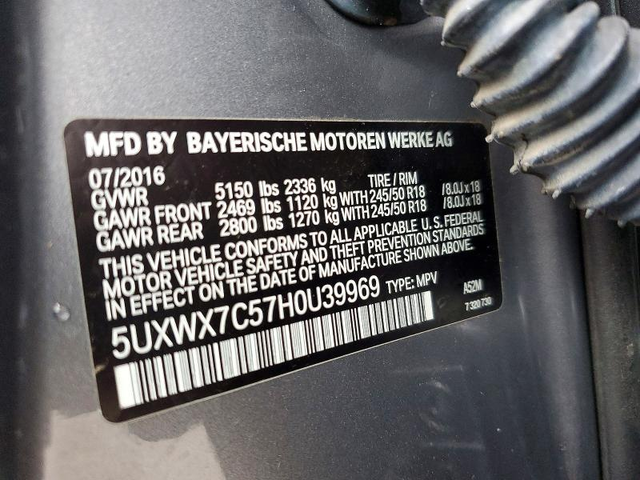 MFD BY BAYERISCHE MOTOREN WERKE AG
07/2016 TIRE / RIM
GVWR 5150 lbs 2336 kg
GAWR FRONT 2469 lbs 1120 kg WITH 245/50 R18 / 8.0J x 18
GAWR REAR 2800 lbs 1270 kg WITH 245/50 R18 / 8.0J x 18
THIS VEHICLE CONFORMS TO ALL APPLICABLE U.S. FEDERAL
MOTOR VEHICLE SAFETY AND THEFT PREVENTION STANDARDS
IN EFFECT ON THE DATE OF MANUFACTURE SHOWN ABOVE.
5UXWX7C57H0U39969 TYPE: MPV A52M
7 320 730